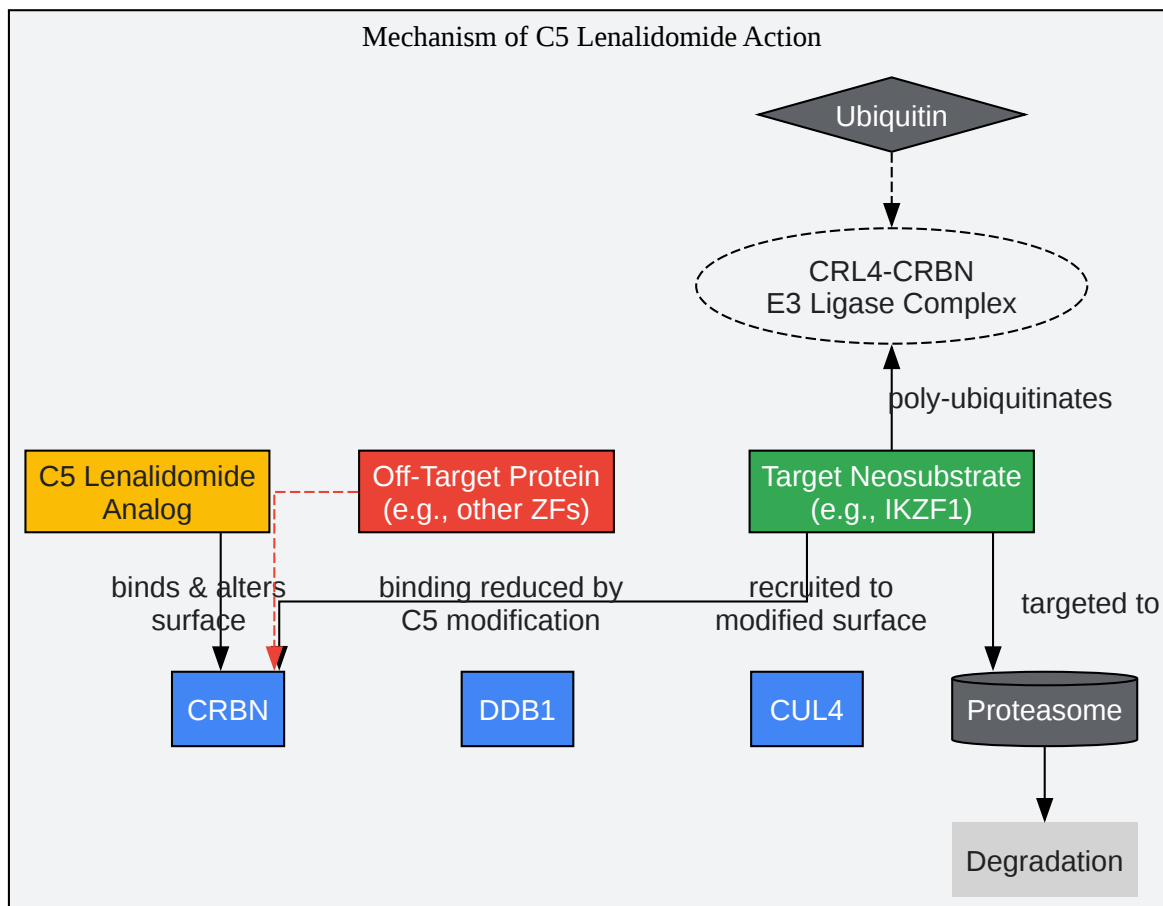 Mechanism of C5 Lenalidomide Action
Ubiquitin
CRL4-CRBN
E3 Ligase Complex
poly-ubiquitinates
C5 Lenalidomide
Analog
Off-Target Protein
(e.g., other ZFs)
Target Neosubstrate
(e.g., IKZF1)
binds & alters
surface
binding reduced by
C5 modification
recruited to
modified surface
targeted to
CRBN
DDB1
CUL4
Proteasome
Degradation